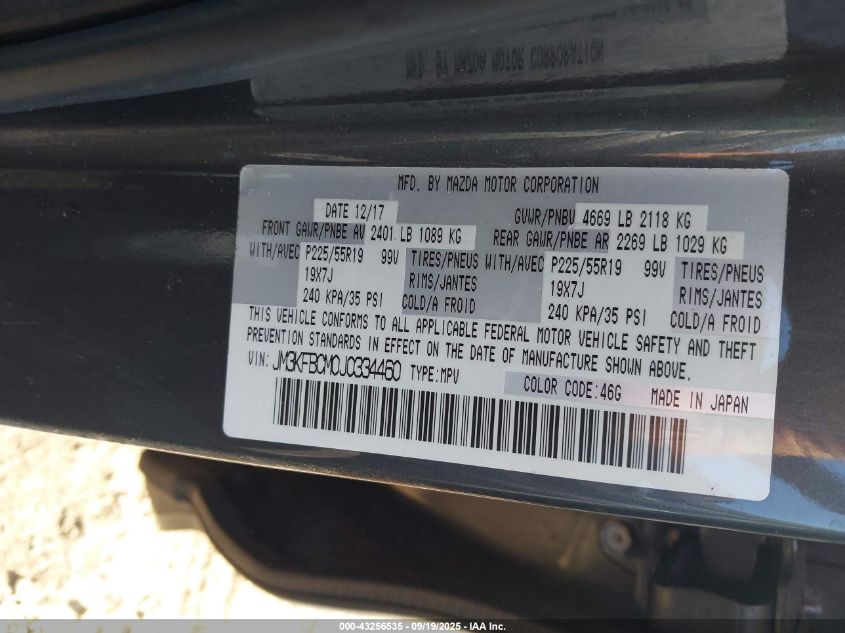 MFD. BY MAZDA MOTOR CORPORATION
MFD. BY MAZDA MOTOR CORPORATION
DATE 12/17 GVWR/PNBV 4669 LB 2118 KG
FRONT GAWR/PNBE AV 2401 LB 1089 KG REAR GAWR/PNBE AR 2269 LB 1029 KG
WITH/AVEC P225/55R19 99V TIRES/PNEUS WITH/AVEC P225/55R19 99V TIRES/PNEUS
19X7J RIMS/JANTES 19X7J RIMS/JANTES
240 KPA/35 PSI COLD/A FROID 240 KPA/35 PSI COLD/A FROID
THIS VEHICLE CONFORMS TO ALL APPLICABLE FEDERAL MOTOR VEHICLE SAFETY AND THEFT
PREVENTION STANDARDS IN EFFECT ON THE DATE OF MANUFACTURE SHOWN ABOVE.
VIN: JM3KFBCM0J0334460 TYPE:MPV
COLOR CODE:46G MADE IN JAPAN
000-43256535 - 09/19/2025 - IAA Inc.